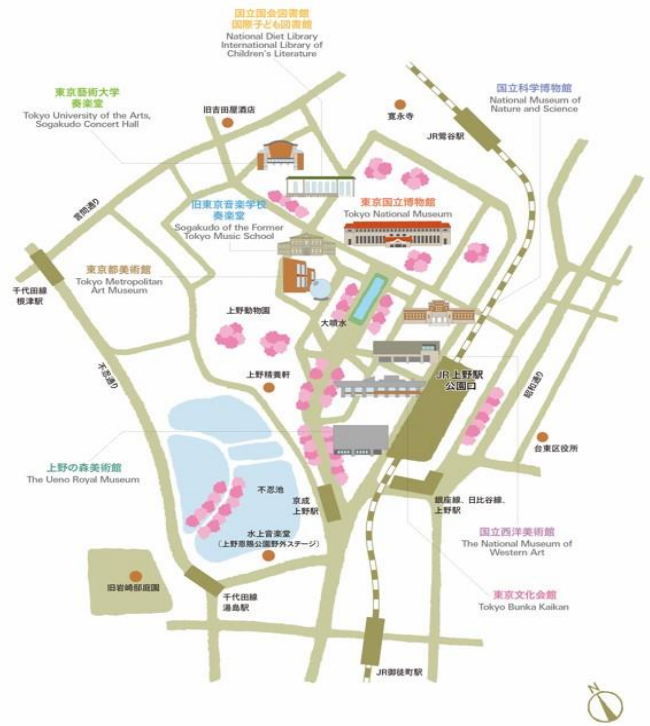 国立国会図書館
国際子ども図書館
National Diet Library
International Library of
Children's Literature
東京藝術大学
奏楽堂
Tokyo University of the Arts,
Sogakudo Concert Hall
旧吉田屋酒店
寛永寺
国立科学博物館
National Museum of
Nature and Science
JR鶯谷駅
言問通り
旧東京音楽学校
奏楽堂
Sogakudo of the Former
Tokyo Music School
東京国立博物館
Tokyo National Museum
千代田線
根津駅
東京都美術館
Tokyo Metropolitan
Art Museum
上野動物園
大噴水
不忍通り
上野精養軒
JR上野駅
公園口
昭和通り
台東区役所
上野の森美術館
The Ueno Royal Museum
不忍池
京成
上野駅
銀座線、日比谷線、
上野駅
水上音楽堂
(上野恩賜公園野外ステージ)
国立西洋美術館
The National Museum of
Western Art
旧岩崎邸庭園
千代田線
湯島駅
東京文化会館
Tokyo Bunka Kaikan
JR御徒町駅
N